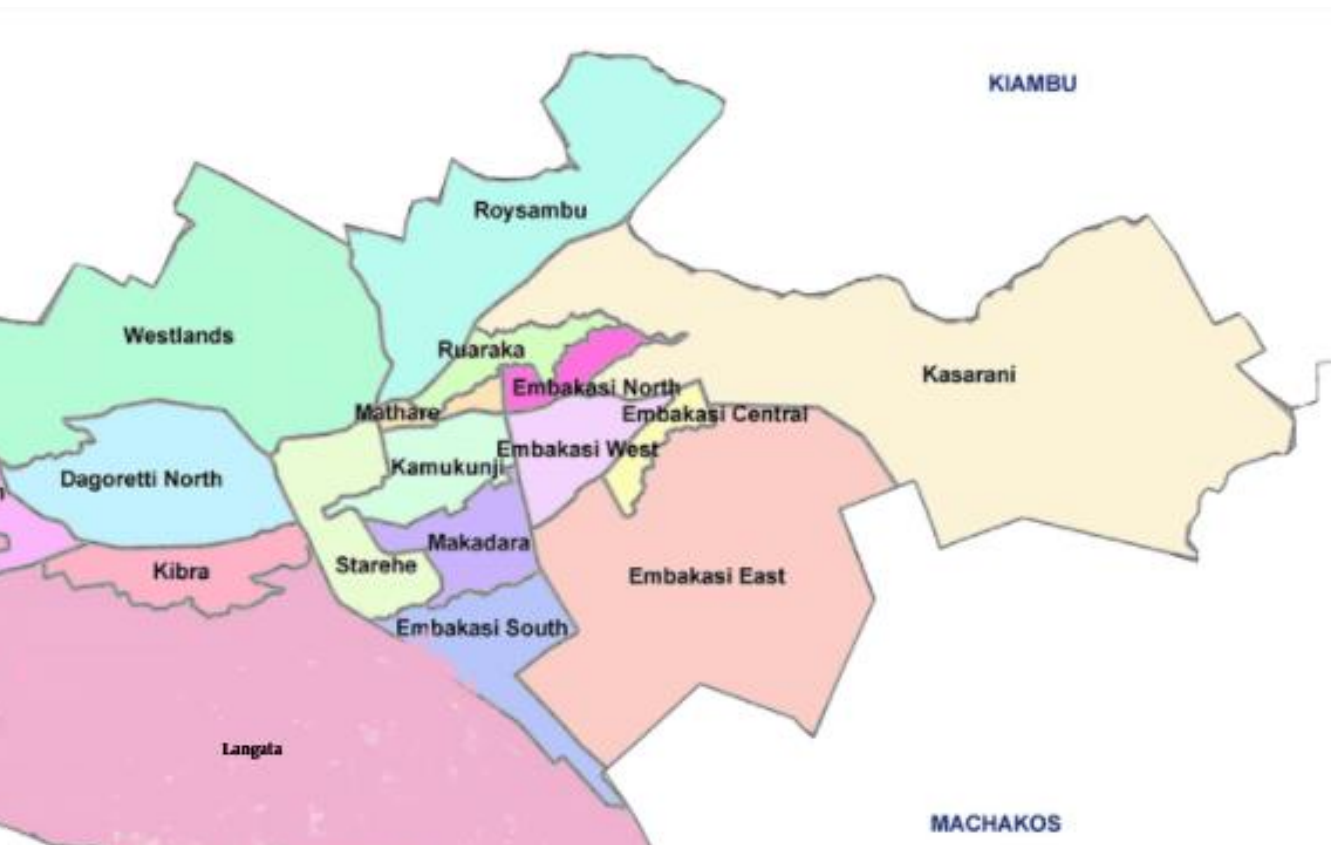 KIAMBU
Roysambu
Westlands
Ruaraka
Kasarani
Embakasi North
Mathare
Embakasi Central
Embakasi West
Kamukunji
Dagoretti North
Makadara
Starehe
Kibra
Embakasi East
Embakasi South
Langata
MACHAKOS